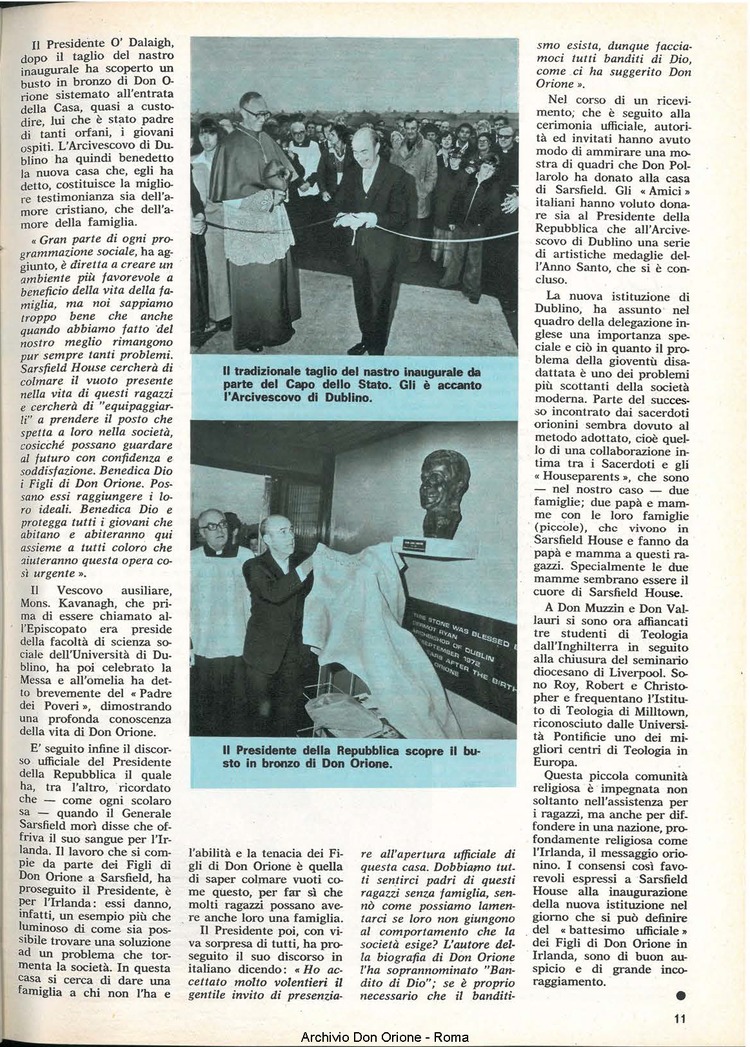 Il Presidente O' Dalaigh,
dopo il taglio del nastro
inaugurale ha scoperto un
busto in bronzo di Don O-
rione sistemato all'entrata
della Casa, quasi a custo-
dire, lui che è stato padre
di tanti orfani, i giovani
ospiti. L'Arcivescovo di Du-
blino ha quindi benedetto
la nuova casa che, egli ha
detto, costituisce la miglio-
re testimonianza sia dell'a-
more cristiano, che dell'a-
more della famiglia.
« Gran parte di ogni pro-
grammazione sociale, ha ag-
giunto, è diretta a creare un
ambiente più favorevole a
beneficio della vita della fa-
miglia, ma noi sappiamo
troppo bene che anche
quando abbiamo fatto del
nostro meglio rimangono
pur sempre tanti problemi.
Sarsfield House cercherà di
colmare il vuoto presente
nella vita di questi ragazzi
e cercherà di "equipaggiar-
li" a prendere il posto che
spetta a loro nella società,
cosicché possano guardare
al futuro con confidenza e
soddisfazione. Benedica Dio
i Figli di Don Orione. Pos-
sano essi raggiungere i lo-
ro ideali. Benedica Dio e
protegga tutti i giovani che
abitano e abiteranno qui
assieme a tutti coloro che
aiuteranno questa opera co-
sì urgente ».
Il Vescovo ausiliare,
Mons. Kavanagh, che pri-
ma di essere chiamato al-
l'Episcopato era preside
della facoltà di scienza so-
ciale dell'Università di Du-
blino, ha poi celebrato la
Messa e all'omelia ha det-
to brevemente del « Padre
dei Poveri », dimostrando
una profonda conoscenza
della vita di Don Orione.
E' seguito infine il discor-
so ufficiale del Presidente
della Repubblica il quale
ha, tra l'altro, ricordato
che — come ogni scolaro
sa — quando il Generale
Sarsfield morì disse che of-
friva il suo sangue per l'Ir-
landa. Il lavoro che si com-
pie da parte dei Figli di
Don Orione a Sarsfield, ha
proseguito il Presidente, è
per l'Irlanda: essi danno,
infatti, un esempio più che
luminoso di come sia pos-
sibile trovare una soluzione
ad un problema che tor-
menta la società. In questa
casa si cerca di dare una
famiglia a chi non l'ha e
Il tradizionale taglio del nastro inaugurale da
parte del Capo dello Stato. Gli è accanto
l'Arcivescovo di Dublino.
THIS STONE WAS BLESSED B
DERMOT RYAN
ARCHBISHOP OF DUBLIN
SEPTEMBER 1972
EARS AFTER THE BIRTH
ORIONE
Il Presidente della Repubblica scopre il bu-
sto in bronzo di Don Orione.
l'abilità e la tenacia dei Fi-
gli di Don Orione è quella
di saper colmare vuoti co-
me questo, per far sì che
molti ragazzi possano ave-
re anche loro una famiglia.
Il Presidente poi, con vi-
va sorpresa di tutti, ha pro-
seguito il suo discorso in
italiano dicendo: « Ho ac-
cettato molto volentieri il
gentile invito di presenzia-
re all'apertura ufficiale di
questa casa. Dobbiamo tut-
ti sentirci padri di questi
ragazzi senza famiglia, sen-
nò come possiamo lamen-
tarci se loro non giungono
al comportamento che la
società esige? L'autore del-
la biografia di Don Orione
l'ha soprannominato "Ban-
dito di Dio"; se è proprio
necessario che il banditi-
smo esista, dunque faccia-
moci tutti banditi di Dio,
come ci ha suggerito Don
Orione ».
Nel corso di un ricevi-
mento, che è seguito alla
cerimonia ufficiale, autori-
tà ed invitati hanno avuto
modo di ammirare una mo-
stra di quadri che Don Pol-
larolo ha donato alla casa
di Sarsfield. Gli « Amici »
italiani hanno voluto dona-
re sia al Presidente della
Repubblica che all'Arcive-
scovo di Dublino una serie
di artistiche medaglie del-
l'Anno Santo, che si è con-
cluso.
La nuova istituzione di
Dublino, ha assunto nel
quadro della delegazione in-
glese una importanza spe-
ciale e ciò in quanto il pro-
blema della gioventù disa-
dattata è uno dei problemi
più scottanti della società
moderna. Parte del succes-
so incontrato dai sacerdoti
orionini sembra dovuto al
metodo adottato, cioè quel-
lo di una collaborazione in-
tima tra i Sacerdoti e gli
« Houseparents », che sono
— nel nostro caso — due
famiglie; due papà e mam-
me con le loro famiglie
(piccole), che vivono in
Sarsfield House e fanno da
papà e mamma a questi ra-
gazzi. Specialmente le due
mamme sembrano essere il
cuore di Sarsfield House.
A Don Muzzin e Don Val-
lauri si sono ora affiancati
tre studenti di Teologia
dall'Inghilterra in seguito
alla chiusura del seminario
diocesano di Liverpool. So-
no Roy, Robert e Christo-
pher e frequentano l'Istitu-
to di Teologia di Milltown,
riconosciuto dalle Universi-
tà Pontificie uno dei mi-
gliori centri di Teologia in
Europa.
Questa piccola comunità
religiosa è impegnata non
soltanto nell'assistenza per
i ragazzi, ma anche per dif-
fondere in una nazione, pro-
fondamente religiosa come
l'Irlanda, il messaggio orio-
nino. I consensi così favo-
revoli espressi a Sarsfield
House alla inaugurazione
della nuova istituzione nel
giorno che si può definire
del « battesimo ufficiale »
dei Figli di Don Orione in
Irlanda, sono di buon au-
spicio e di grande inco-
raggiamento.
11
Archivio Don Orione - Roma